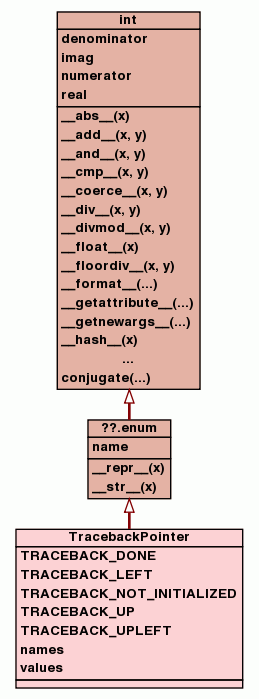 int
denominator
imag
numerator
real
__abs__(x)
__add__(x, y)
__and__(x, y)
__cmp__(x, y)
__coerce__(x, y)
__div__(x, y)
__divmod__(x, y)
__float__(x)
__floordiv__(x, y)
__format__(...)
__getattribute__(...)
__getnewargs__(...)
__hash__(x)
...
conjugate(...)
??.enum
name
__repr__(x)
__str__(x)
TracebackPointer
TRACEBACK_DONE
TRACEBACK_LEFT
TRACEBACK_NOT_INITIALIZED
TRACEBACK_UP
TRACEBACK_UPLEFT
names
values